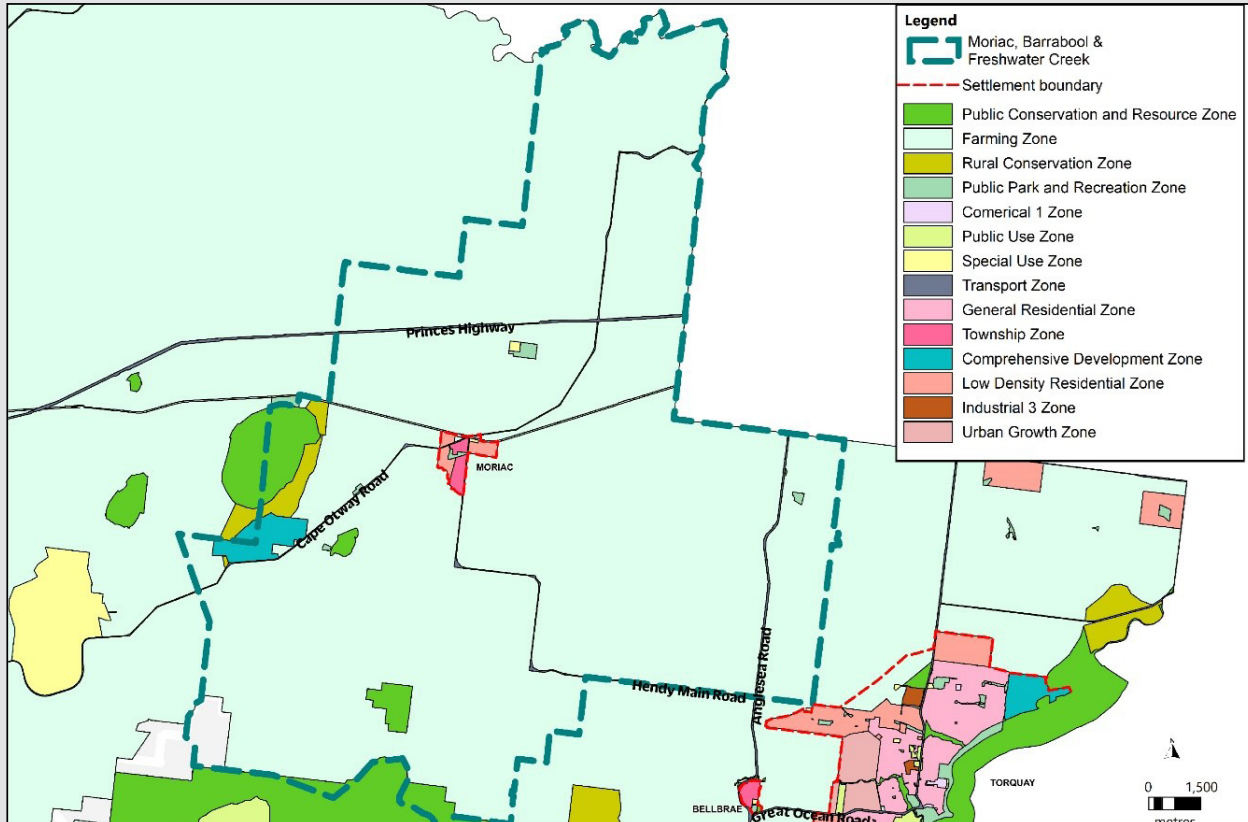 Legend
Moriac, Barrabool &
Freshwater Creek
Settlement boundary
Public Conservation and Resource Zone
Farming Zone
Rural Conservation Zone
Public Park and Recreation Zone
Comerical 1 Zone
Public Use Zone
Special Use Zone
Transport Zone
General Residential Zone
Township Zone
Comprehensive Development Zone
Low Density Residential Zone
Industrial 3 Zone
Urban Growth Zone
Princes Highway
MORIAC
Cape Otway Road
Anglesea Road
Hendy Main Road
TORQUAY
BELLBRAE
Great Ocean Road
0 1,500
metres